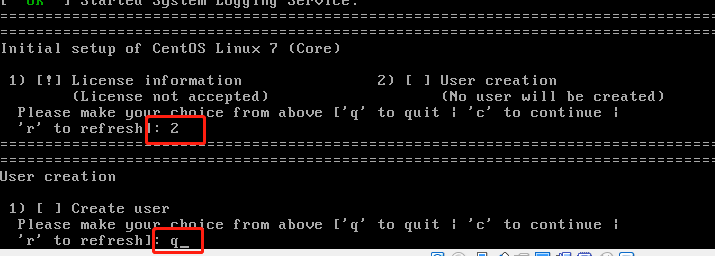 [ OK ] Started System Logging Service.
================================================================================
================================================================================
Initial setup of CentOS Linux 7 (Core)
1) [!] License information 2) [ ] User creation
(License not accepted) (No user will be created)
Please make your choice from above ['q' to quit | 'c' to continue |
'r' to refresh]: 2
================================================================================
================================================================================
User creation
1) [ ] Create user
Please make your choice from above ['q' to quit | 'c' to continue |
'r' to refresh]: q_